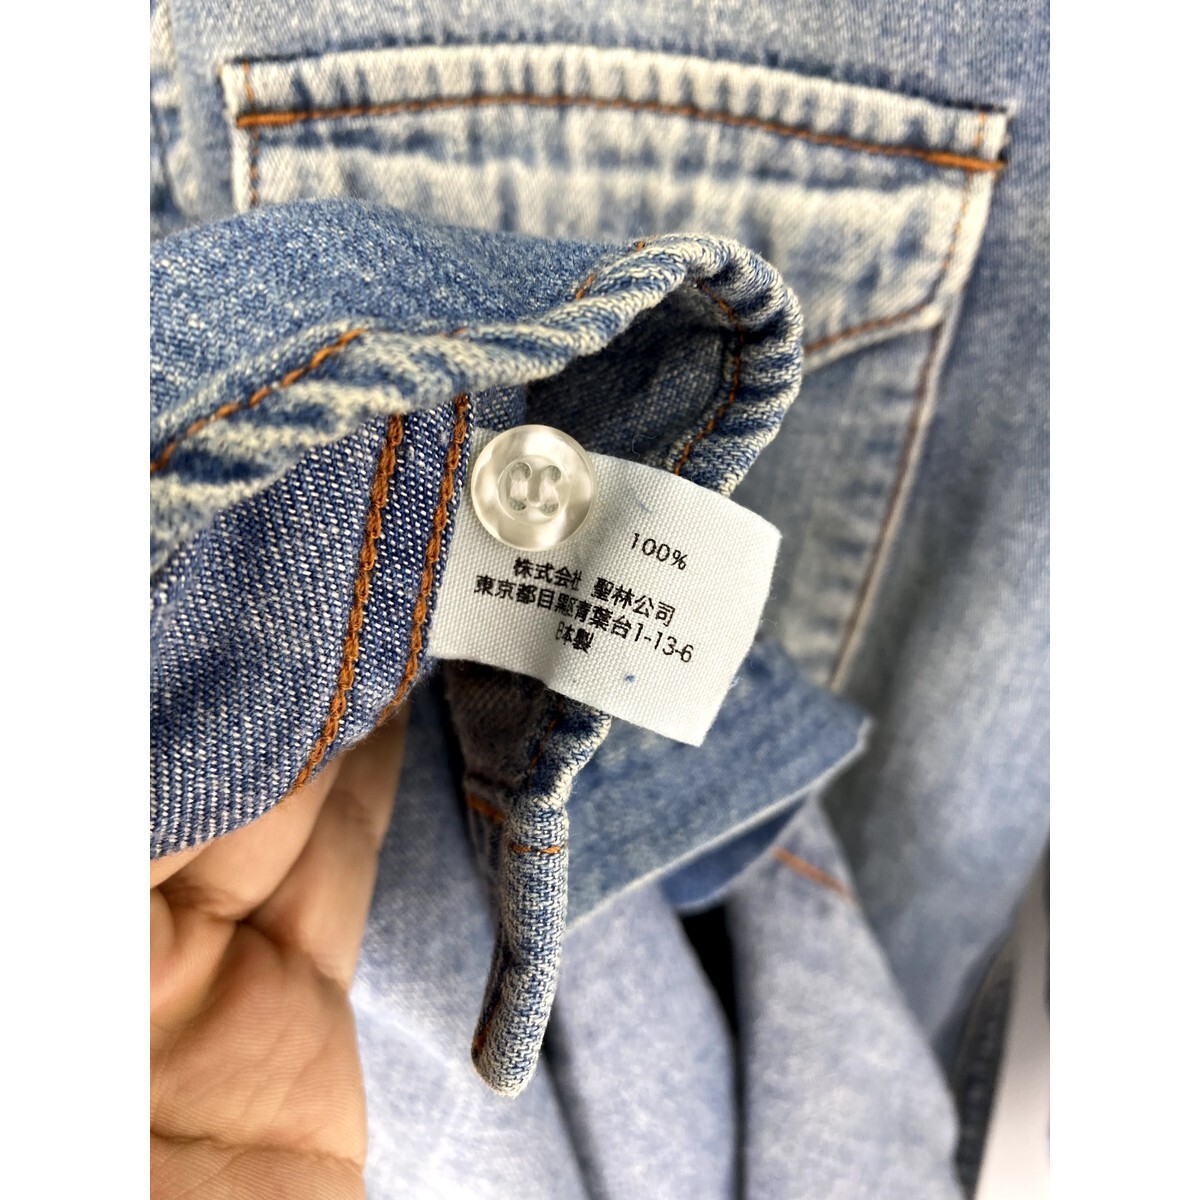 100%
株式会社 聖林公司
東京都目黒区青葉台1-13-6
日本製